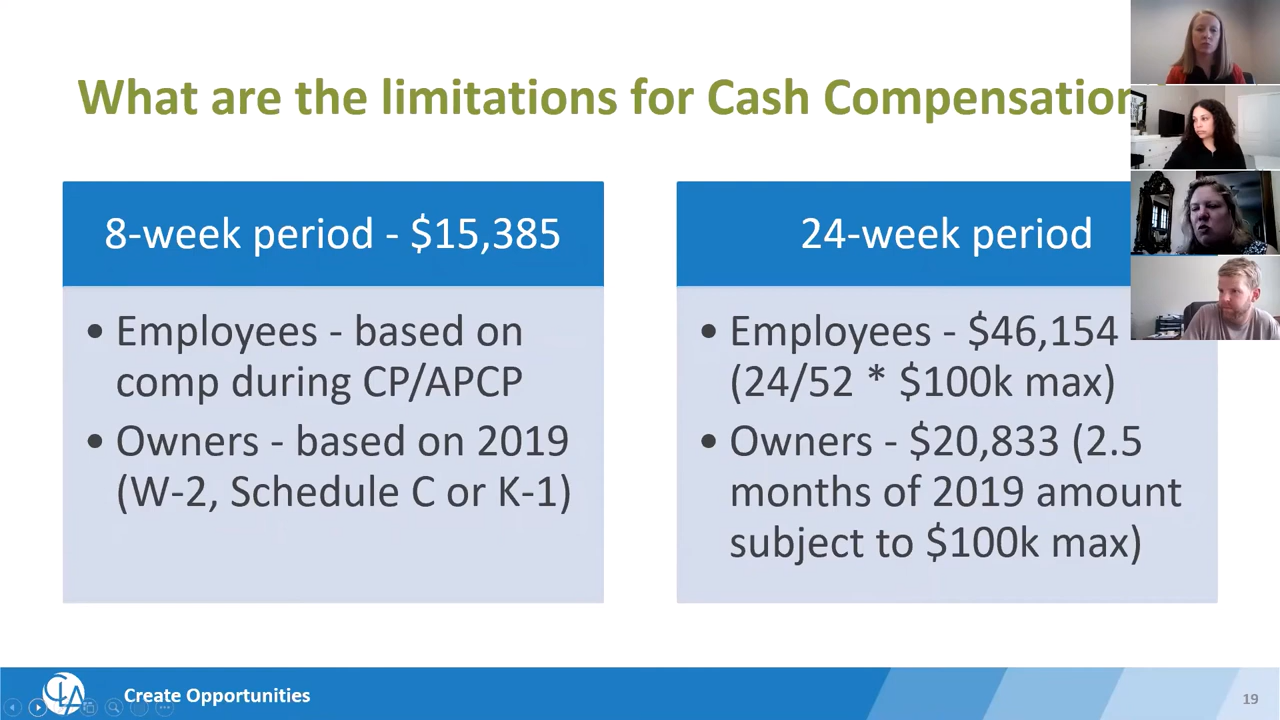 What are the limitations for Cash Compensation
8-week period - $15,385
• Employees - based on
comp during CP/APCP
• Owners - based on 2019
(W-2, Schedule C or K-1)
24-week period
• Employees - $46,154
(24/52 * $100k max)
• Owners - $20,833 (2.5
months of 2019 amount
subject to $100k max)
CLA
Create Opportunities
19